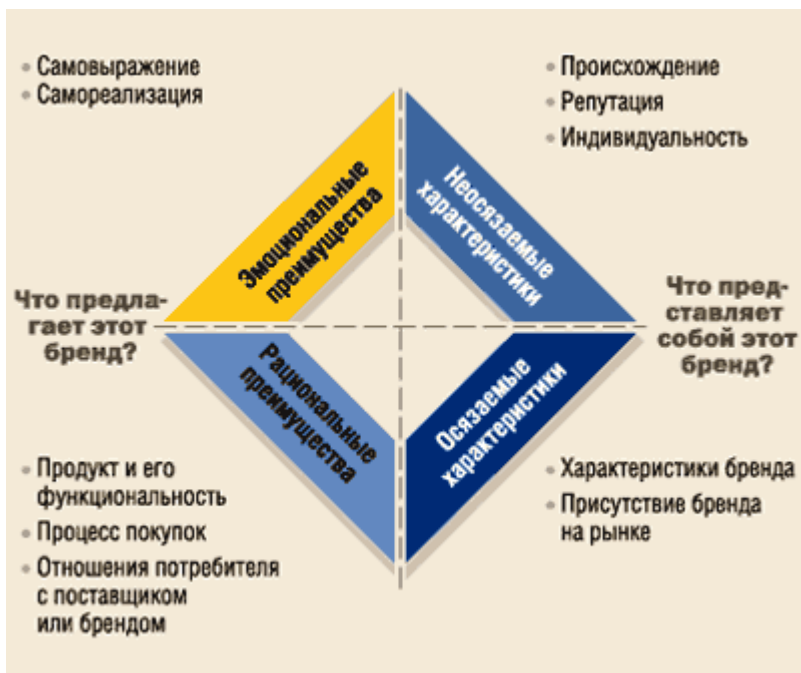 • Самовыражение
• Самореализация
• Происхождение
• Репутация
• Индивидуальность
Эмоциональные
преимущества
Неосязаемые
характеристики
Что предла-
гает этот
бренд?
Что пред-
ставляет
собой этот
бренд?
Рациональные
преимущества
Осязаемые
характеристики
• Продукт и его
функциональность
• Процесс покупок
• Отношения потребителя
с поставщиком
или брендом
• Характеристики бренда
• Присутствие бренда
на рынке